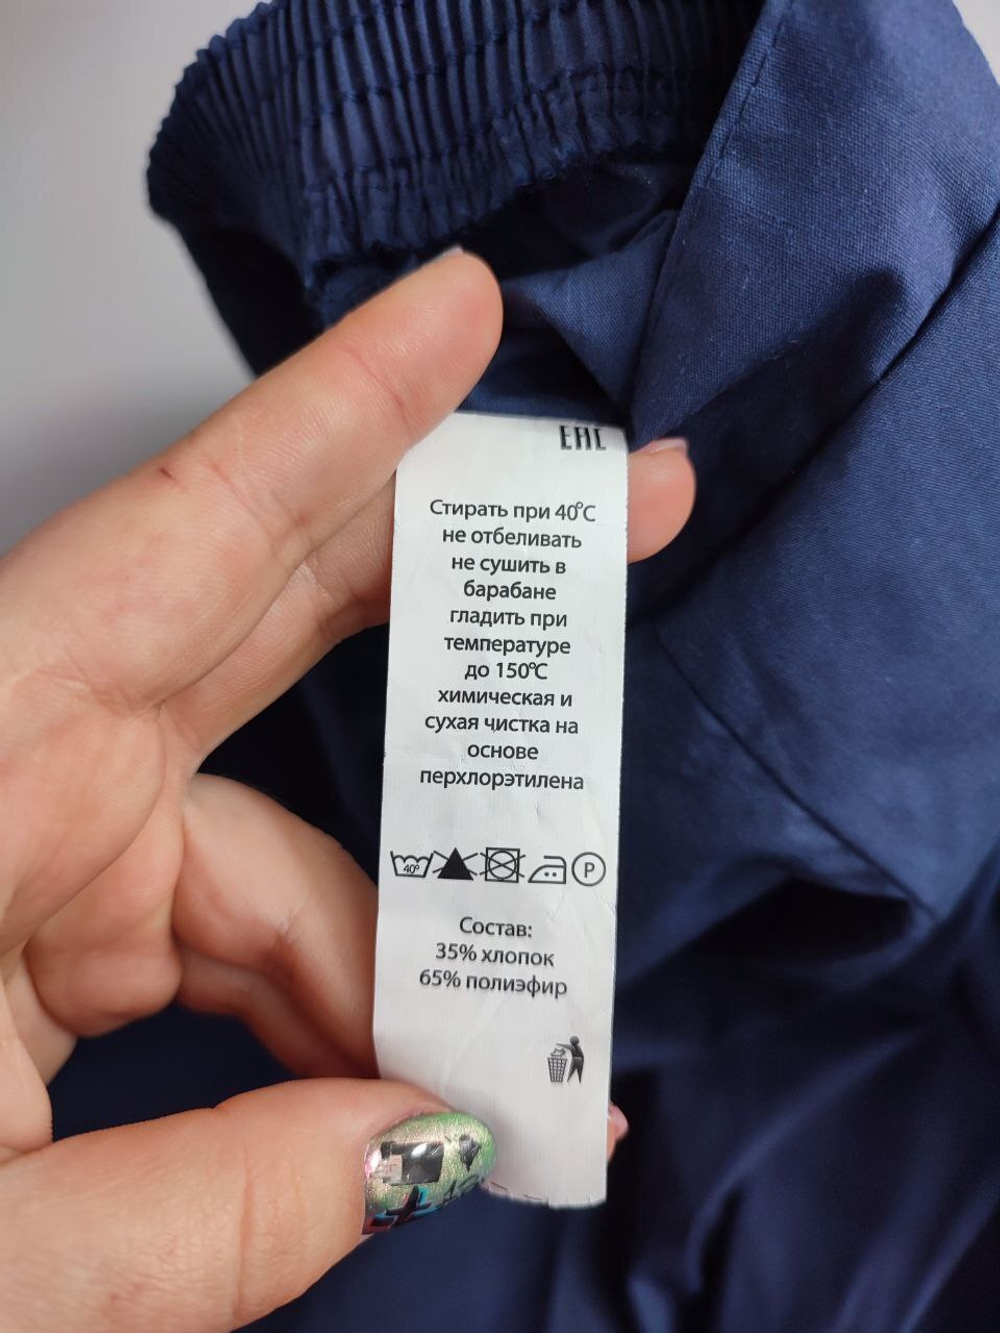 ЕАС
Стирать при 40°С
не отбеливать
не сушить в
барабане
гладить при
температуре
до 150°С
химическая и
сухая чистка на
основе
перхлорэтилена
40° P
Состав:
35% хлопок
65% полиэфир